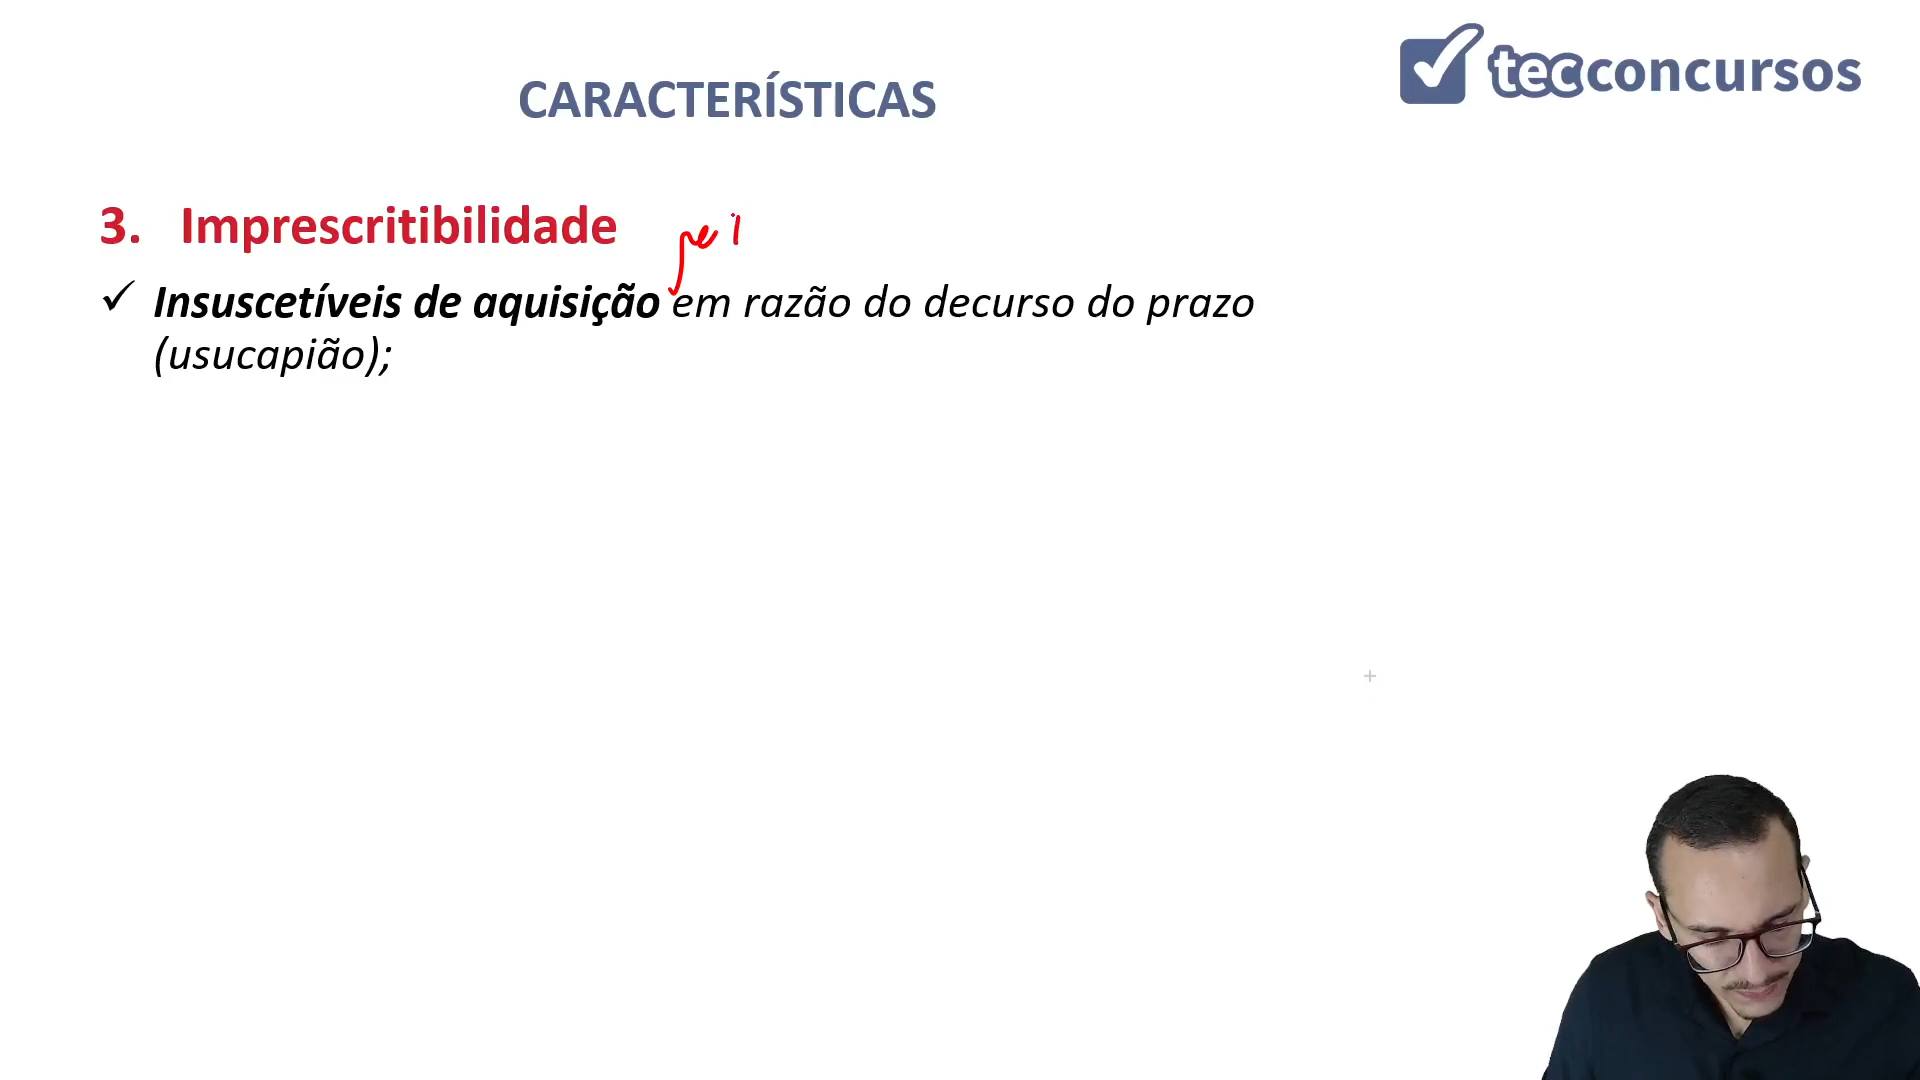 tecconcursos
CARACTERÍSTICAS
3. Imprescritibilidade
✓ Insuscetíveis de aquisição em razão do decurso do prazo
(usucapião);